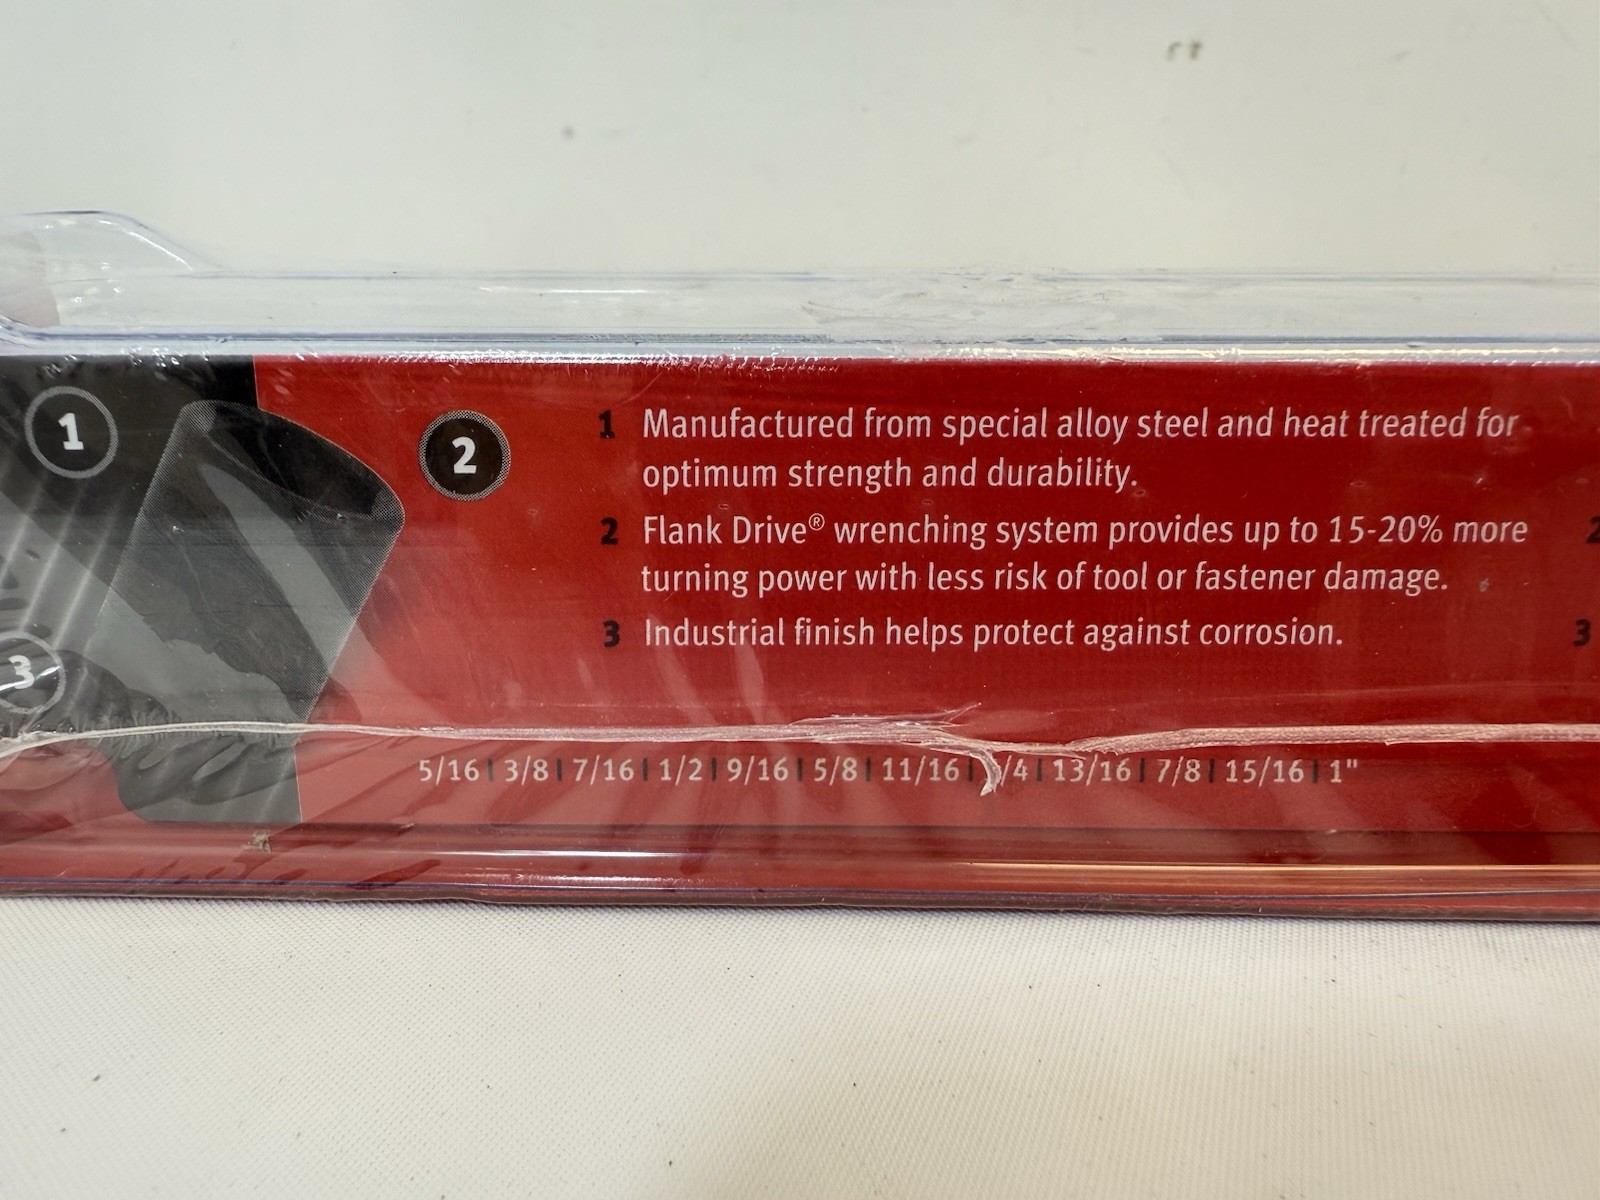 1
2
3
1 Manufactured from special alloy steel and heat treated for
optimum strength and durability.
2 Flank Drive® wrenching system provides up to 15-20% more
turning power with less risk of tool or fastener damage.
3 Industrial finish helps protect against corrosion.
2
3
5/16 | 3/8 | 7/16 | 1/2 | 9/16 | 5/8 | 11/16 | /4 | 13/16 | 7/8 | 15/16 | 1"